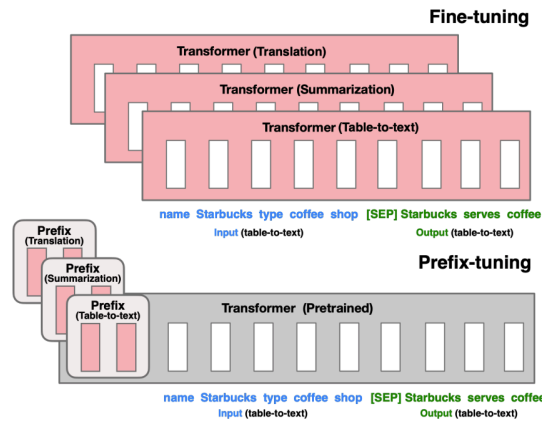 Fine-tuning
Transformer (Translation)
Transformer (Summarization)
Transformer (Table-to-text)
name Starbucks type coffee shop [SEP] Starbucks serves coffee
Input (table-to-text) Output (table-to-text)
Prefix-tuning
Prefix
(Translation)
Prefix
(Summarization)
Prefix
(Table-to-text)
Transformer (Pretrained)
name Starbucks type coffee shop [SEP] Starbucks serves coffee
Input (table-to-text) Output (table-to-text)